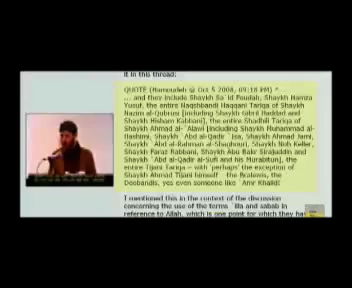 it in this thread:
QUOTE (Mamoudeh @ Oct 5 2008, 09:18 PM)
... and they include Shaykh Sa`id Foudah, Shaykh Hamza
Yusuf, the entire Naqshbandi Haqqani Tariqa of Shaykh
Nazim al-Qubrusi [including Shaykh Gibril Haddad and
Shaykh Hisham Kabbani], the entire Shadhili Tariqa of
Shaykh Ahmad al-`Alawi [including Shaykh Muhammad al-
Hashimi, Shaykh `Abd al-Qadir `Isa, Shaykh Ahmad Jami,
Shaykh `Abd al-Rahman al-Shaghouri, Shaykh Nuh Keller,
Shaykh Faraz Rabbani, Shaykh Abu Bakr Sirajuddin and
Shaykh `Abd al-Qadir al-Sufi and his Murabitun], the
entire Tijani Tariqa - with 'perhaps' the exception of
Shaykh Ahmad Tijani himself the Brelwis, the
Deobandis, yes even someone like `Amr Khalid!
I mentioned this in the context of the discussion
concerning the use of the terms `illa and sabab in
reference to Allah, which is one point for which they has